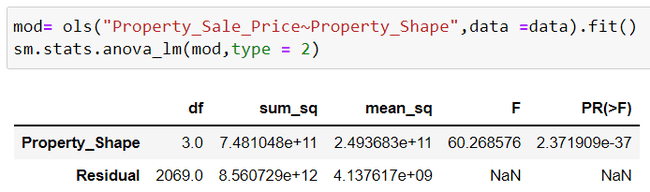 mod= ols("Property_Sale_Price~Property_Shape",data =data).fit()
sm.stats.anova_lm(mod,type = 2)
df sum_sq mean_sq F PR(>F)
Property_Shape 3.0 7.481048e+11 2.493683e+11 60.268576 2.371909e-37
Residual 2069.0 8.560729e+12 4.137617e+09 NaN NaN